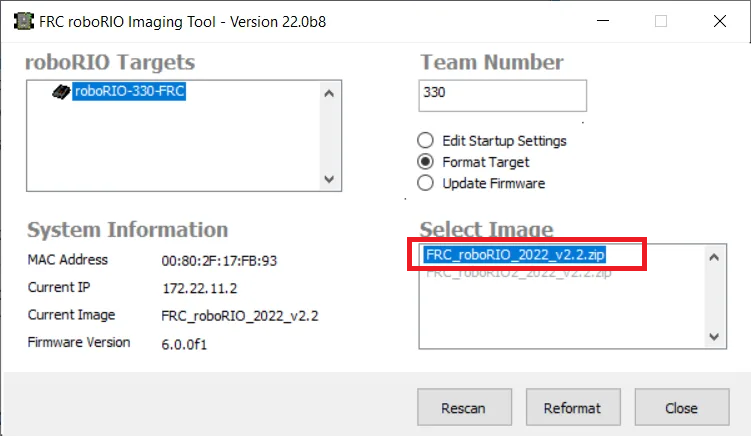 FRC roboRIO Imaging Tool - Version 22.0b8
roboRIO Targets
roboRIO-330-FRC
Team Number
330
Edit Startup Settings
Format Target
Update Firmware
System Information
MAC Address 00:80:2F:17:FB:93
Current IP 172.22.11.2
Current Image FRC_roboRIO_2022_v2.2
Firmware Version 6.0.0f1
Select Image
FRC_roboRIO_2022_v2.2.zip
FRC_roboRIO2_2022_v2.2.zip
Rescan Reformat Close